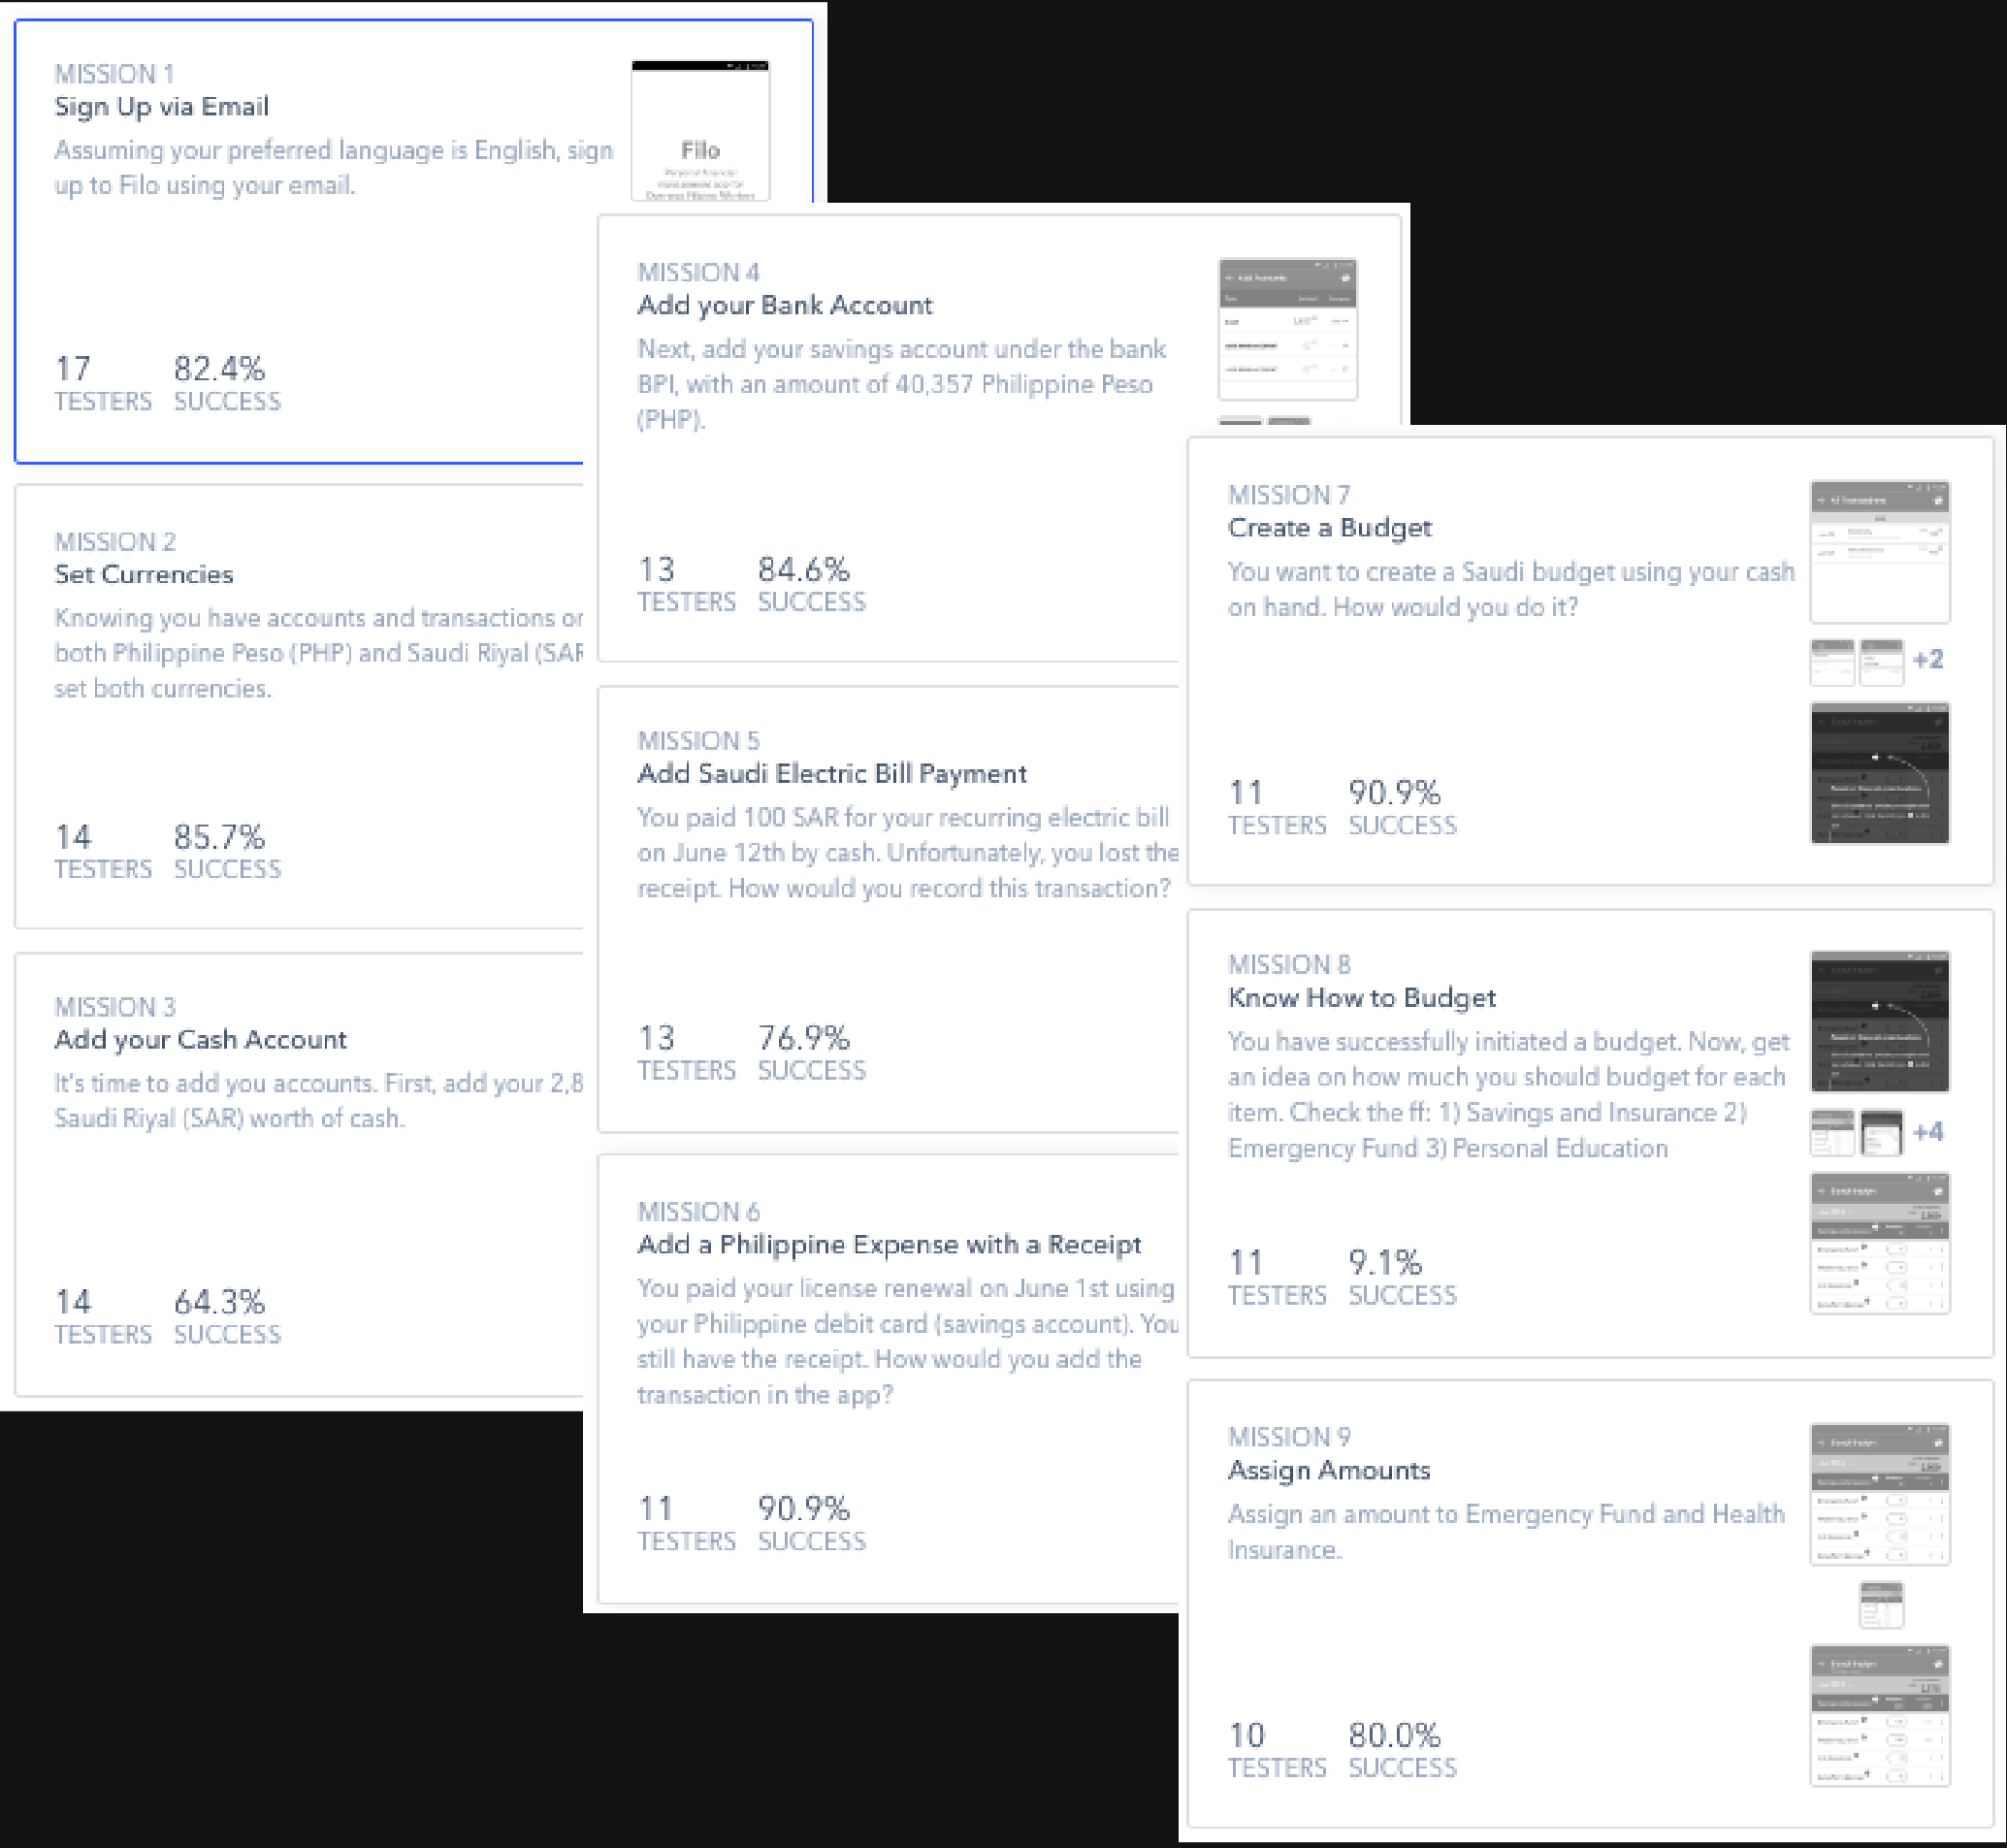 MISSION 1
Sign Up via Email
Assuming your preferred language is English, sign
up to Filo using your email.
17
82.4%
TESTERS
SUCCESS
Filo
Personal financial
management app for
Overseas Filipino Workers
MISSION 2
Set Currencies
Knowing you have accounts and transactions
both Philippine Peso (PHP) and Saudi Riyal (SAR
set both currencies.
14
85.7%
TESTERS
SUCCESS
MISSION 3
Add your Cash Account
It's time to add you accounts. First, add your 2,8
Saudi Riyal (SAR) worth of cash.
14
64.3%
TESTERS
SUCCESS
MISSION 4
Add your Bank Account
Next, add your savings account under the bank
BPI, with an amount of 40,357 Philippine Peso
(PHP).
13
84.6%
TESTERS
SUCCESS
MISSION 5
Add Saudi Electric Bill Payment
You paid 100 SAR for your recurring electric bill
on June 12th by cash. Unfortunately, you lost the
receipt. How would you record this transaction?
13
76.9%
TESTERS
SUCCESS
MISSION 6
Add a Philippine Expense with a Receipt
You paid your license renewal on June 1st using
your Philippine debit card (savings account). You
still have the receipt. How would you add the
transaction in the app?
11
90.9%
TESTERS
SUCCESS
MISSION 7
Create a Budget
You want to create a Saudi budget using your cash
on hand. How would you do it?
11
90.9%
TESTERS
SUCCESS
All Transactions
+2
MISSION 8
Know How to Budget
You have successfully initiated a budget. Now, get
an idea on how much you should budget for each
item. Check the ff: 1) Savings and Insurance 2)
Emergency Fund 3) Personal Education
11
9.1%
TESTERS
SUCCESS
+4
MISSION 9
Assign Amounts
Assign an amount to Emergency Fund and Health
Insurance.
10
80.0%
TESTERS
SUCCESS